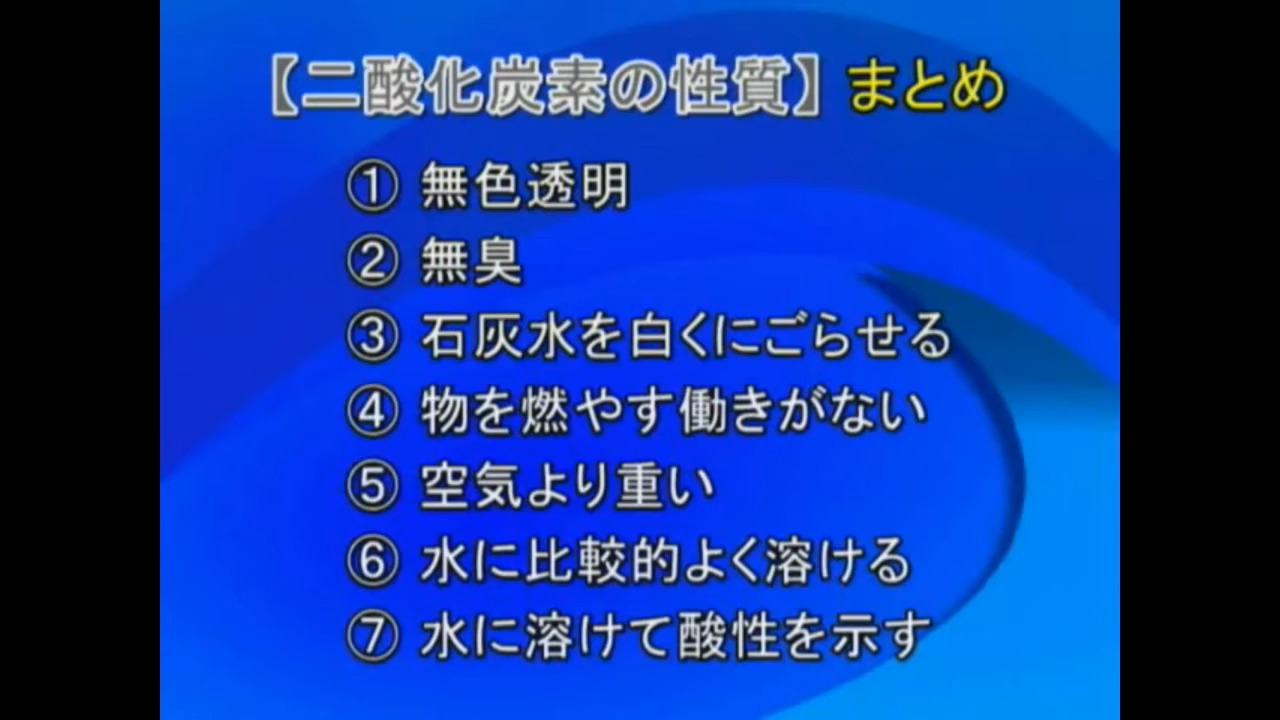 【二酸化炭素の性質】まとめ
① 無色透明
② 無臭
③ 石灰水を白くにごらせる
④ 物を燃やす働きがない
⑤ 空気より重い
⑥ 水に比較的よく溶ける
⑦ 水に溶けて酸性を示す